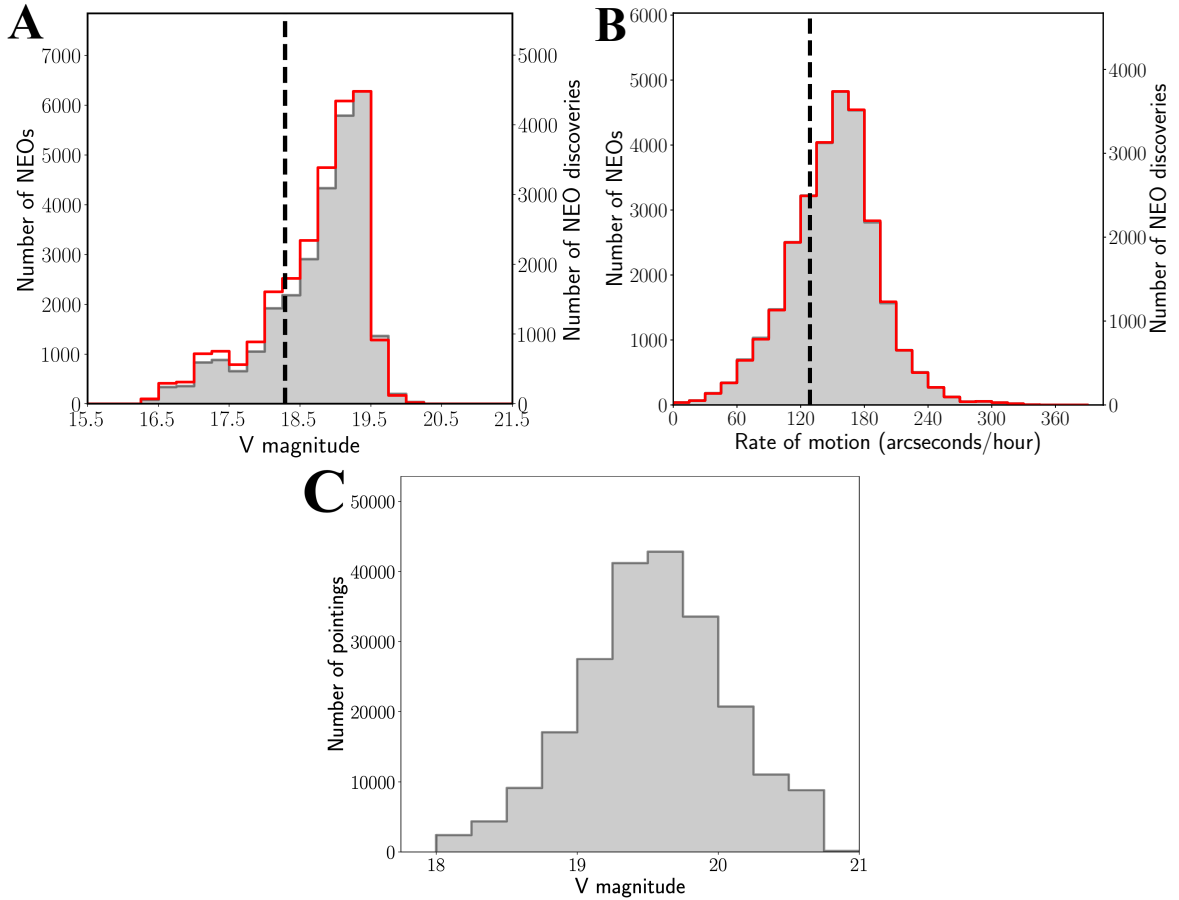 A
Number of NEOs
7000
6000
5000
4000
3000
2000
1000
0
5000
4000
3000
2000
1000
0
Number of NEO discoveries
15.5 16.5 17.5 18.5 19.5 20.5 21.5
V magnitude
B
Number of NEOs
6000
5000
4000
3000
2000
1000
0
4000
3000
2000
1000
0
Number of NEO discoveries
0 60 120 180 240 300 360
Rate of motion (arcseconds/hour)
C
Number of pointings
50000
40000
30000
20000
10000
0
18 19 20 21
V magnitude